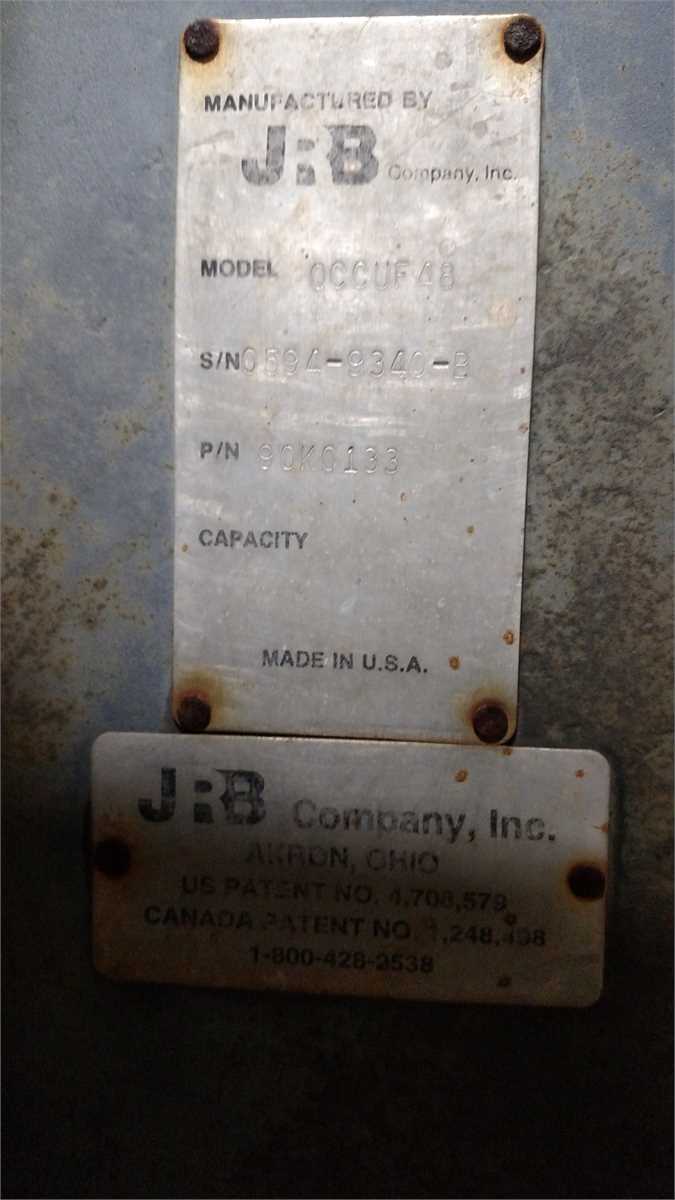 MANUFACTURED BY
JRB Company, Inc.
MODEL QCCUF48
S/N 0594-9340-B
P/N 90K0133
CAPACITY
MADE IN U.S.A.
JRB Company, Inc.
AKRON, OHIO
US PATENT NO. 4,708,579
CANADA PATENT NO. 1,248,498
1-800-428-2538